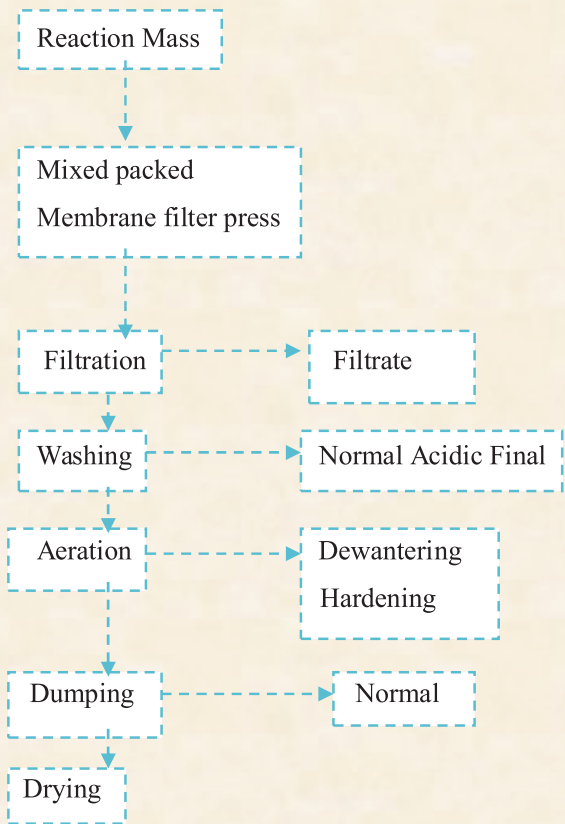 Reaction Mass
Mixed packed
Membrane filter press
Filtration
Filtrate
Washing
Normal Acidic Final
Aeration
Dewantering
Hardening
Dumping
Normal
Drying